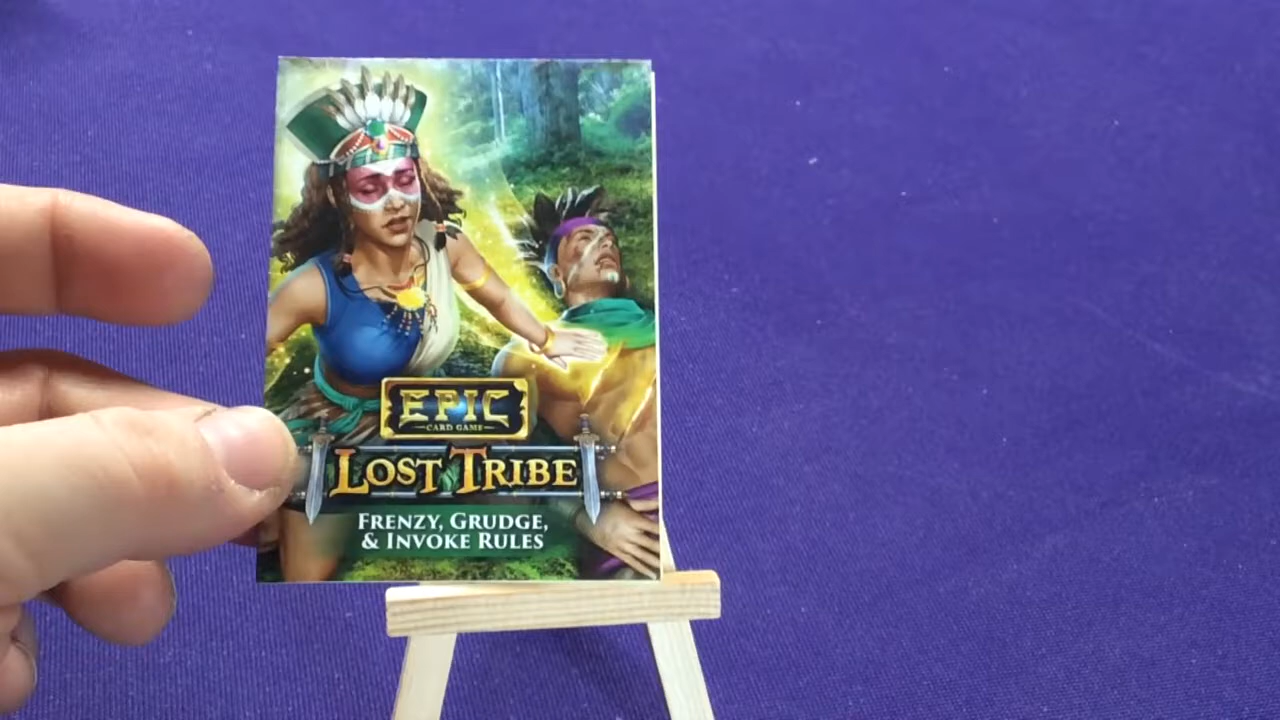 EPIC
CARD GAME
LOST TRIBE
FRENZY, GRUDGE,
& INVOKE RULES